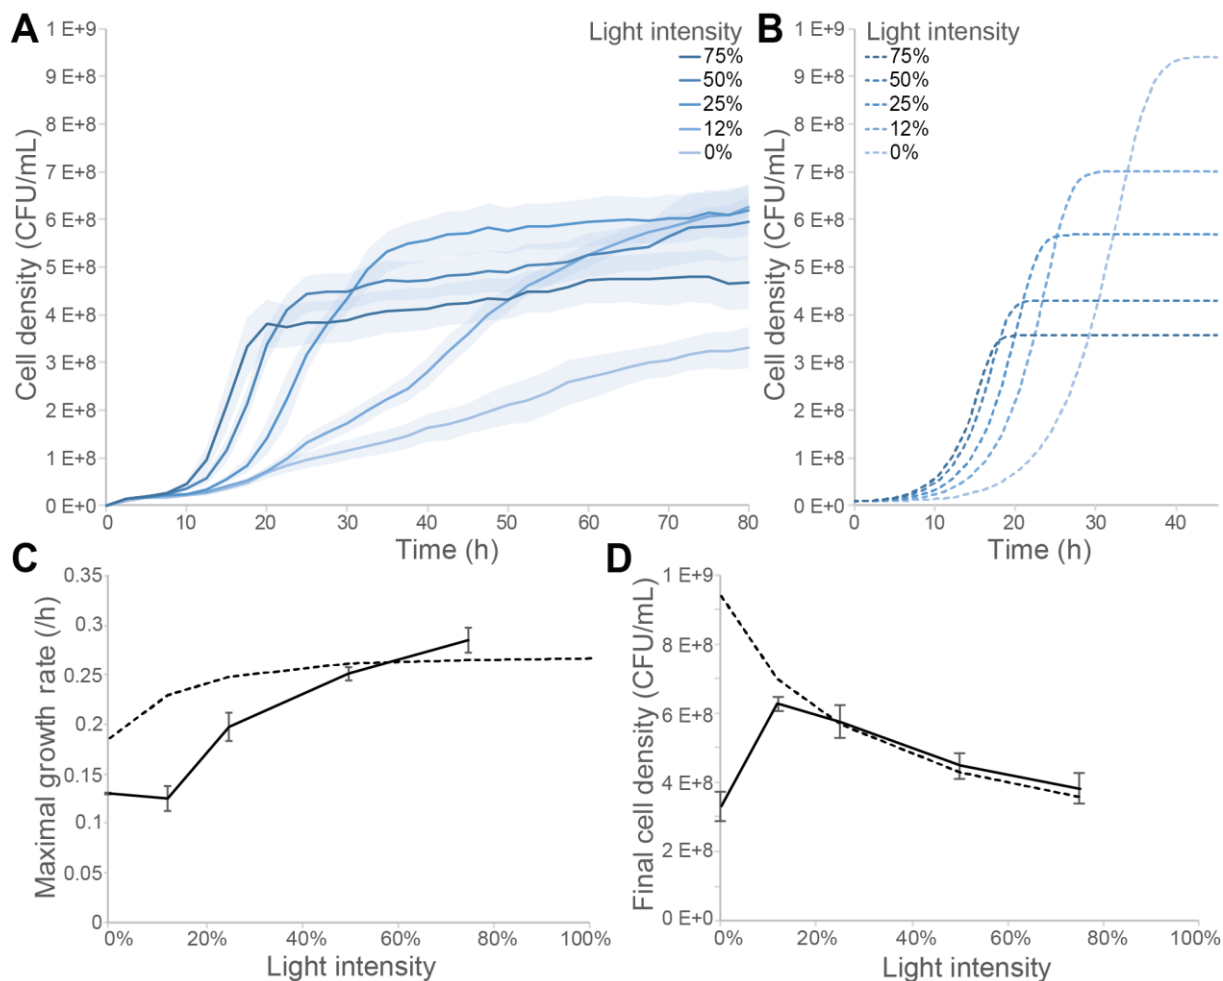 A
Cell density (CFU/mL)
1 E+9
9 E+8
8 E+8
7 E+8
6 E+8
5 E+8
4 E+8
3 E+8
2 E+8
1 E+8
0 E+0
0
10
20
30
40
50
60
70
80
Time (h)
Light intensity
75%
50%
25%
12%
0%
B
Cell density (CFU/mL)
1 E+9
9 E+8
8 E+8
7 E+8
6 E+8
5 E+8
4 E+8
3 E+8
2 E+8
1 E+8
0 E+0
0
10
20
30
40
Time (h)
Light intensity
75%
50%
25%
12%
0%
C
Maximal growth rate (/h)
0.35
0.3
0.25
0.2
0.15
0.1
0.05
0
0%
20%
40%
60%
80%
100%
Light intensity
D
Final cell density (CFU/mL)
1 E+9
8 E+8
6 E+8
4 E+8
2 E+8
0 E+0
0%
20%
40%
60%
80%
100%
Light intensity